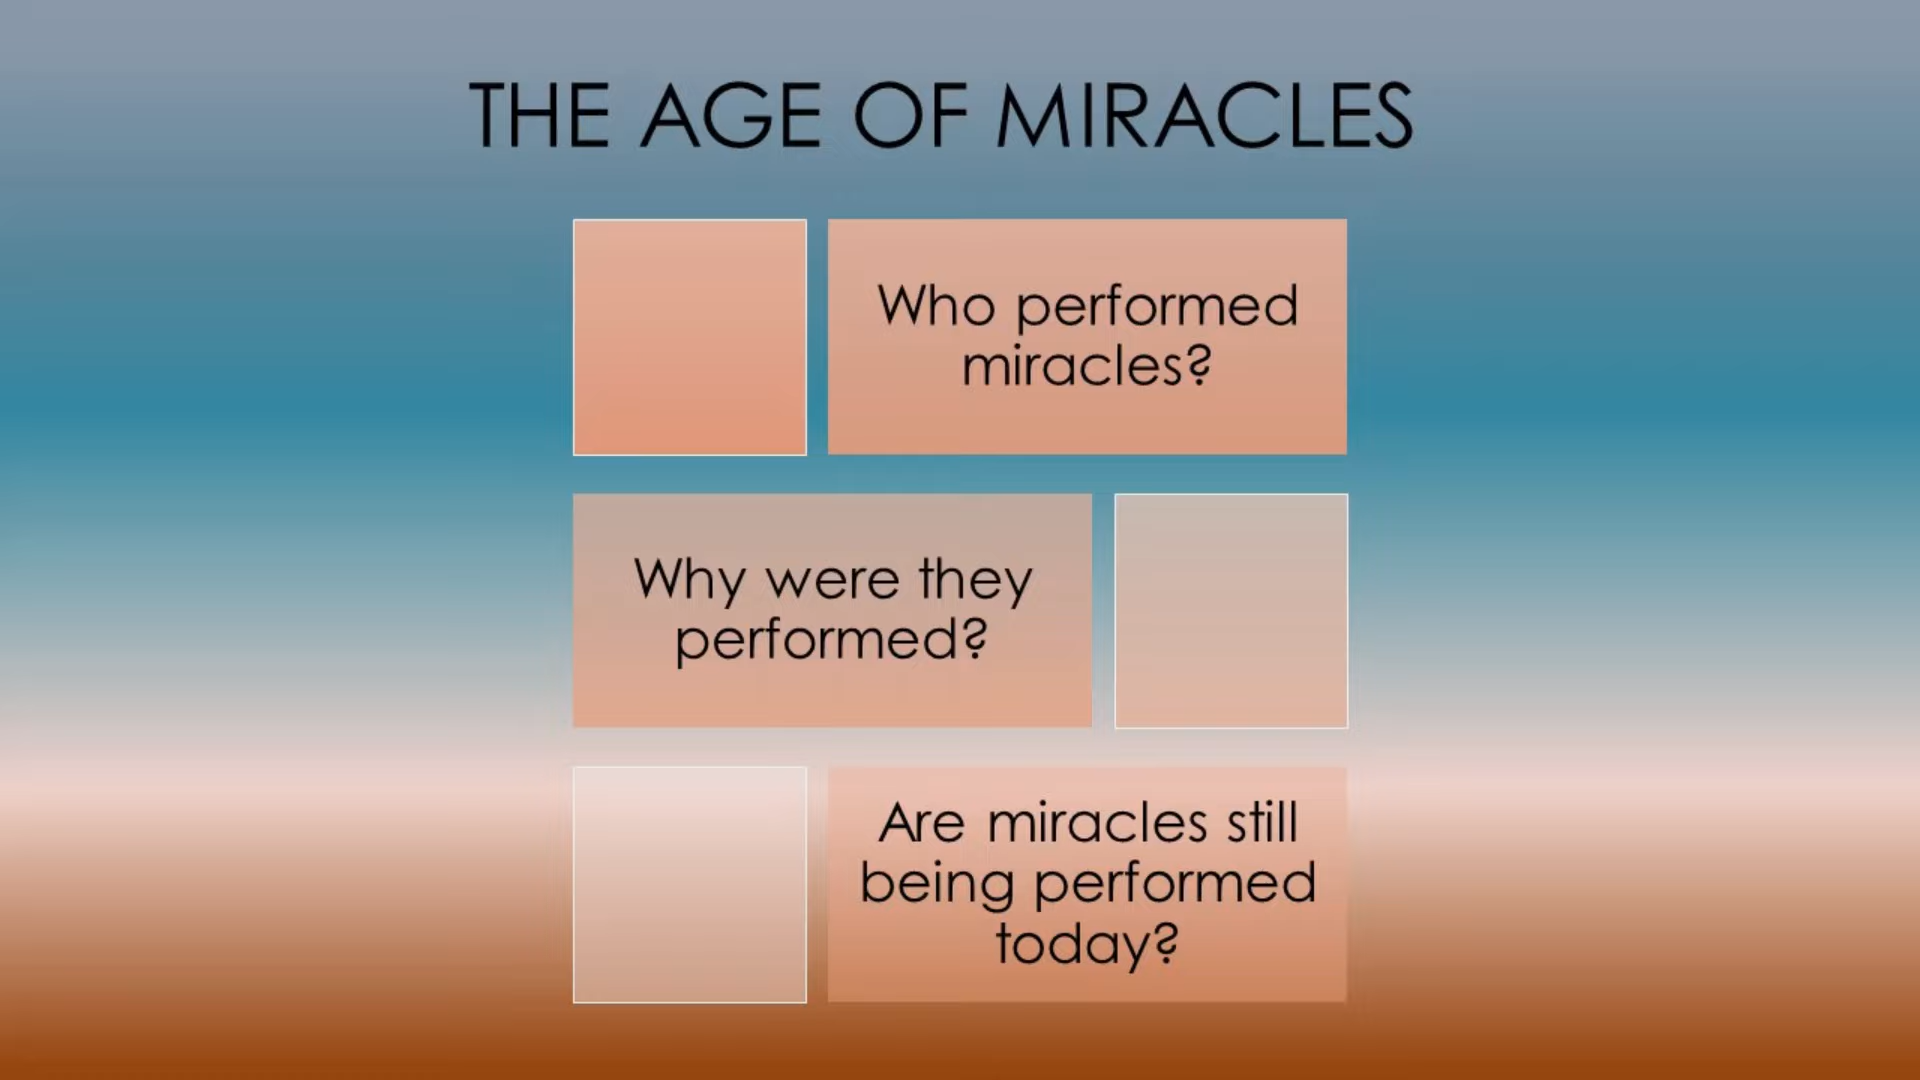 THE AGE OF MIRACLES
Who performed
miracles?
Why were they
performed?
Are miracles still
being performed
today?